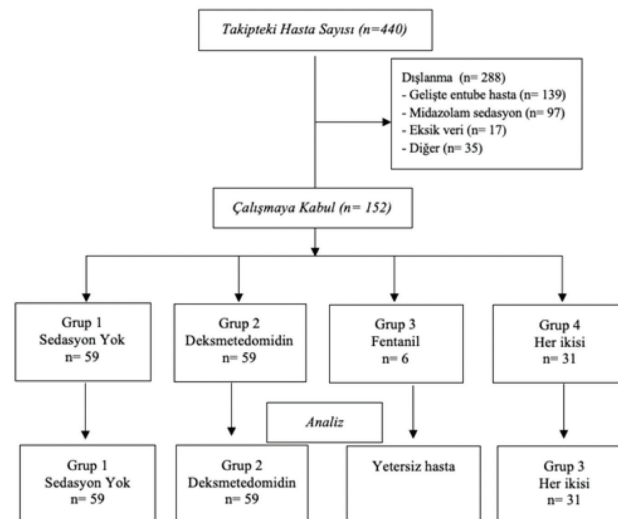 Takipteki Hasta Sayısı (n=440)
Dışlanma (n= 288)
- Gelişte entube hasta (n= 139)
- Midazolam sedasyon (n= 97)
- Eksik veri (n= 17)
- Diğer (n= 35)
Çalışmaya Kabul (n= 152)
Grup 1
Sedasyon Yok
n= 59
Grup 2
Deksmetedomidin
n= 59
Grup 3
Fentanil
n= 6
Grup 4
Her ikisi
n= 31
Analiz
Grup 1
Sedasyon Yok
n= 59
Grup 2
Deksmetedomidin
n= 59
Yetersiz hasta
Grup 3
Her ikisi
n= 31